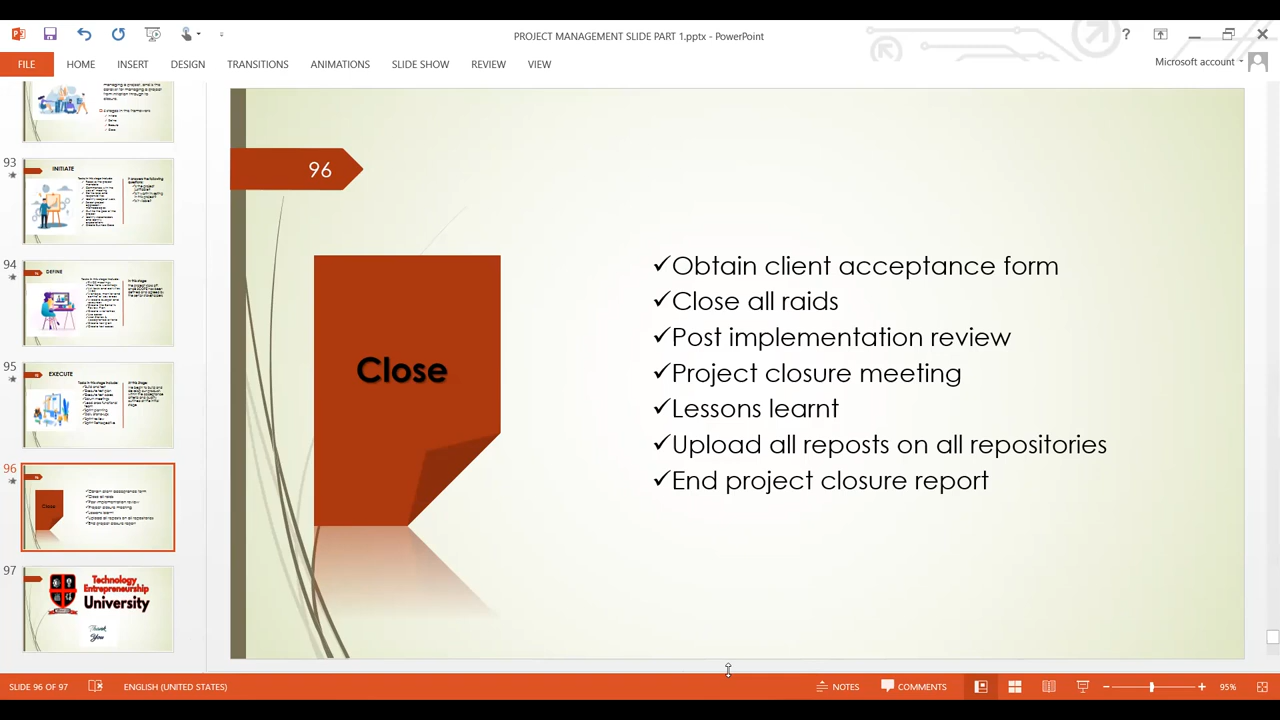 PROJECT MANAGEMENT SLIDE PART 1.pptx - PowerPoint
?
FILE
HOME
INSERT
DESIGN
TRANSITIONS
ANIMATIONS
SLIDE SHOW
REVIEW
VIEW
Microsoft account
93
INITIATE
94
DEFINE
95
EXECUTE
96
Close
97
Technology
Entrepreneurship
University
Thank
You
96
Close
✓Obtain client acceptance form
✓Close all raids
✓Post implementation review
✓Project closure meeting
✓Lessons learnt
✓Upload all reposts on all repositories
✓End project closure report
SLIDE 96 OF 97
ENGLISH (UNITED STATES)
NOTES
COMMENTS
95%